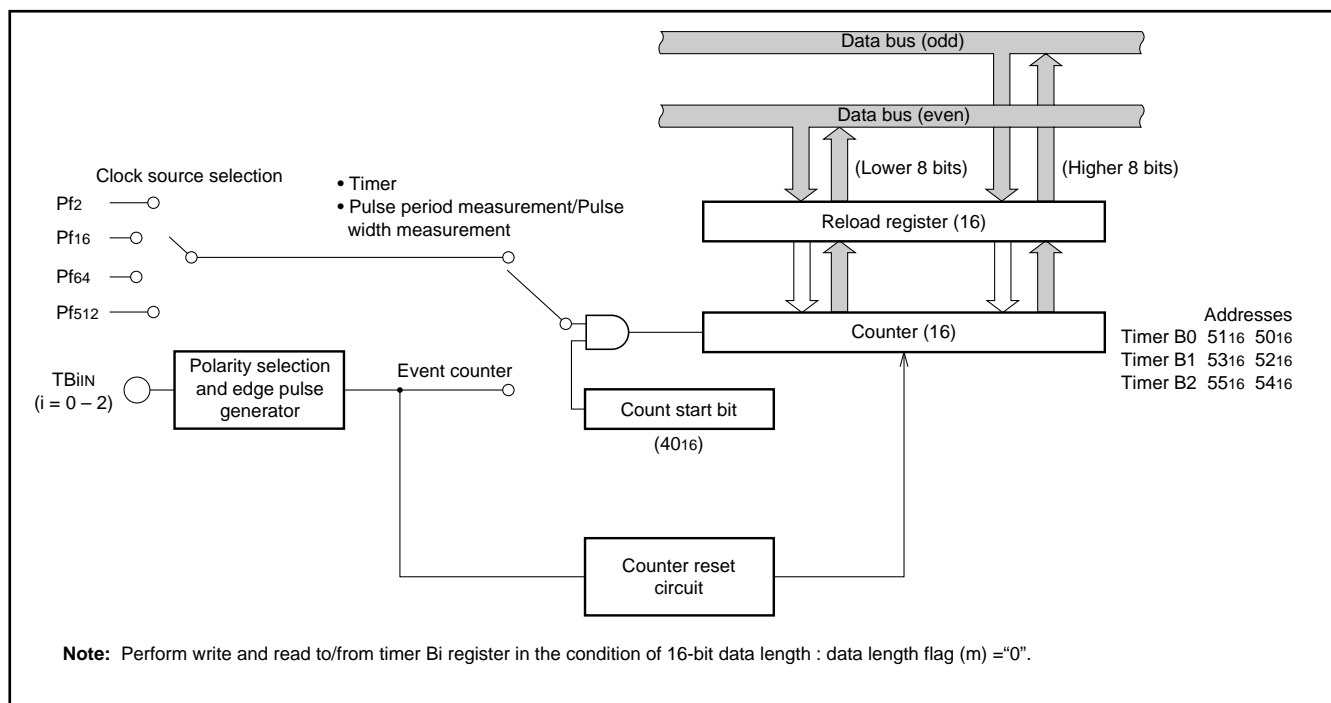 Data bus (odd)
Data bus (even)
(Lower 8 bits)
(Higher 8 bits)
Clock source selection
Pf2
Pf16
Pf64
Pf512
• Timer
• Pulse period measurement/Pulse
width measurement
Reload register (16)
Counter (16)
Addresses
Timer B0 5116 5016
Timer B1 5316 5216
Timer B2 5516 5416
TBiIN
(i = 0 – 2)
Polarity selection
and edge pulse
generator
Event counter
Count start bit
(4016)
Counter reset
circuit
Note: Perform write and read to/from timer Bi register in the condition of 16-bit data length : data length flag (m) =“0”.